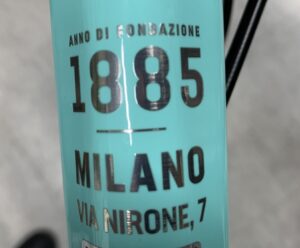 ANNO DI FONDAZIONE
1885
MILANO
VIA NIRONE, 7